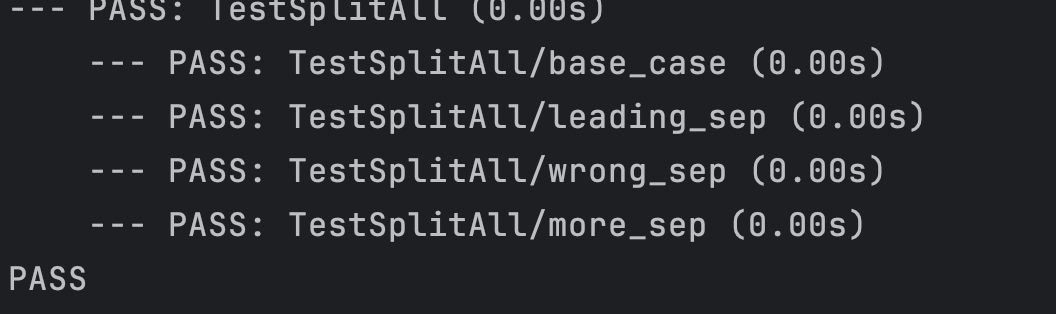 --- PASS: TestSplitAll (0.00s)
    --- PASS: TestSplitAll/base_case (0.00s)
    --- PASS: TestSplitAll/leading_sep (0.00s)
    --- PASS: TestSplitAll/wrong_sep (0.00s)
    --- PASS: TestSplitAll/more_sep (0.00s)
PASS